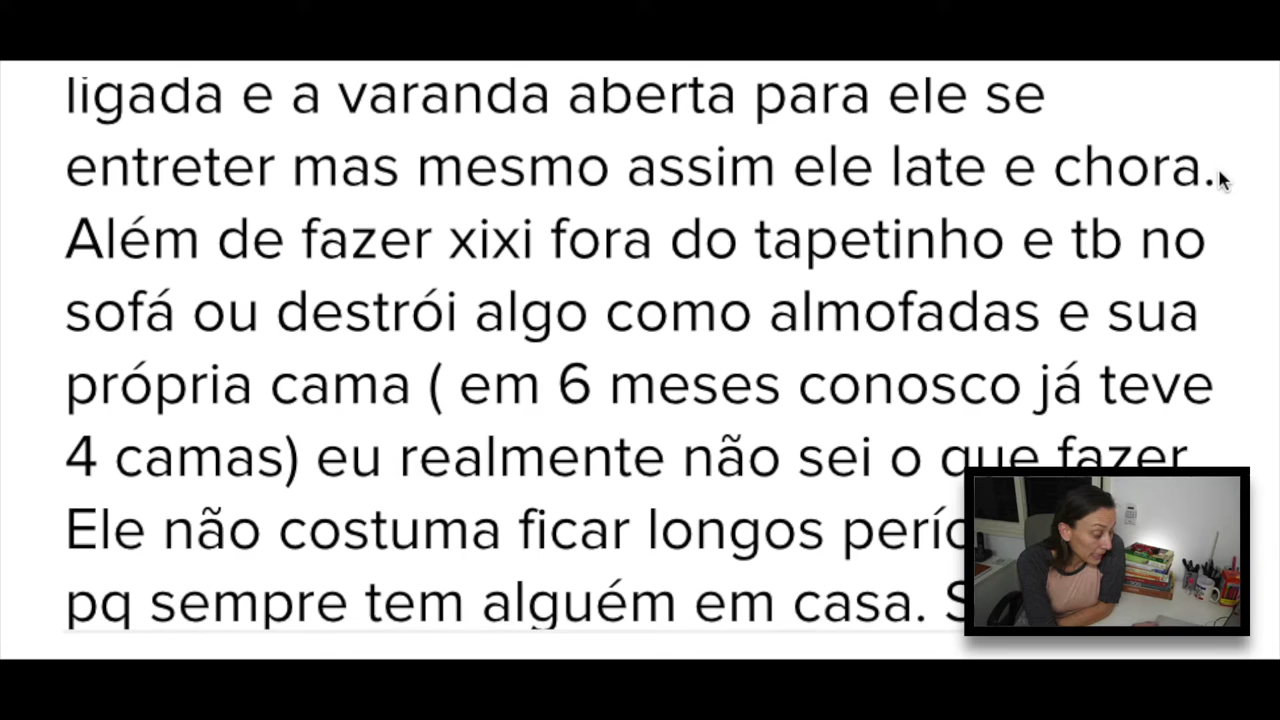 ligada e a varanda aberta para ele se
entreter mas mesmo assim ele late e chora.
Além de fazer xixi fora do tapetinho e tb no
sofá ou destrói algo como almofadas e sua
própria cama ( em 6 meses conosco já teve
4 camas) eu realmente não sei o que fazer
Ele não costuma ficar longos
pq sempre tem alguém em casa.